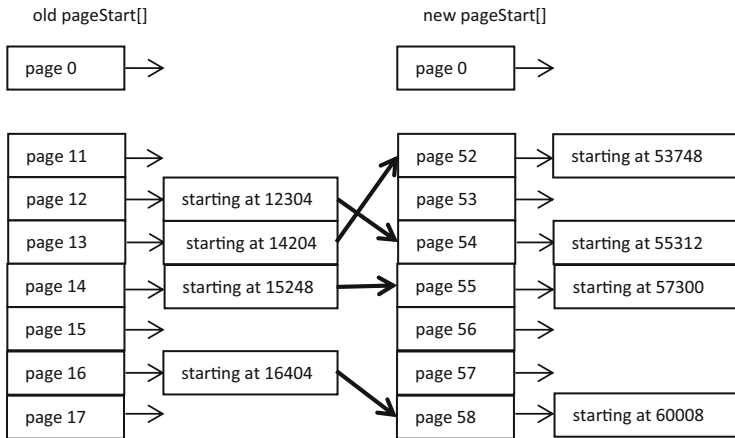 old pageStart[]
new pageStart[]
page 0
page 0
page 11
page 52
starting at 53748
page 12
starting at 12304
page 53
page 13
starting at 14204
page 54
starting at 55312
page 14
starting at 15248
page 55
starting at 57300
page 15
page 56
page 16
starting at 16404
page 57
page 17
page 58
starting at 60008